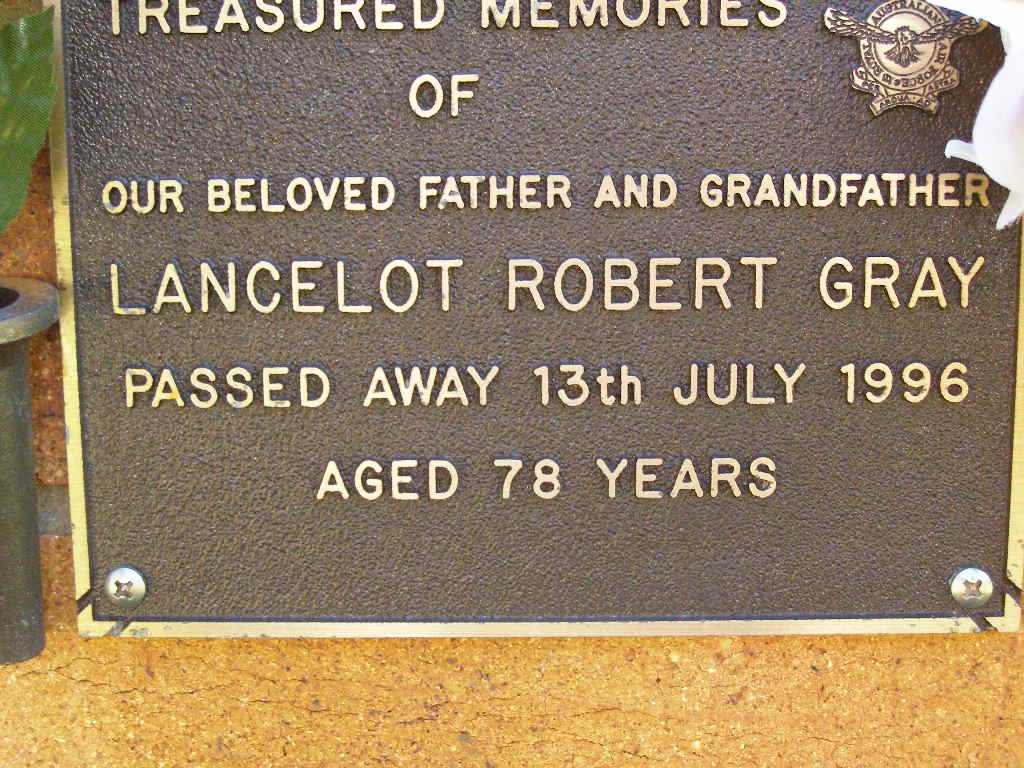 TREASURED MEMORIES
OF
OUR BELOVED FATHER AND GRANDFATHER
LANCELOT ROBERT GRAY
PASSED AWAY 13th JULY 1996
AGED 78 YEARS
AUSTRALIAN